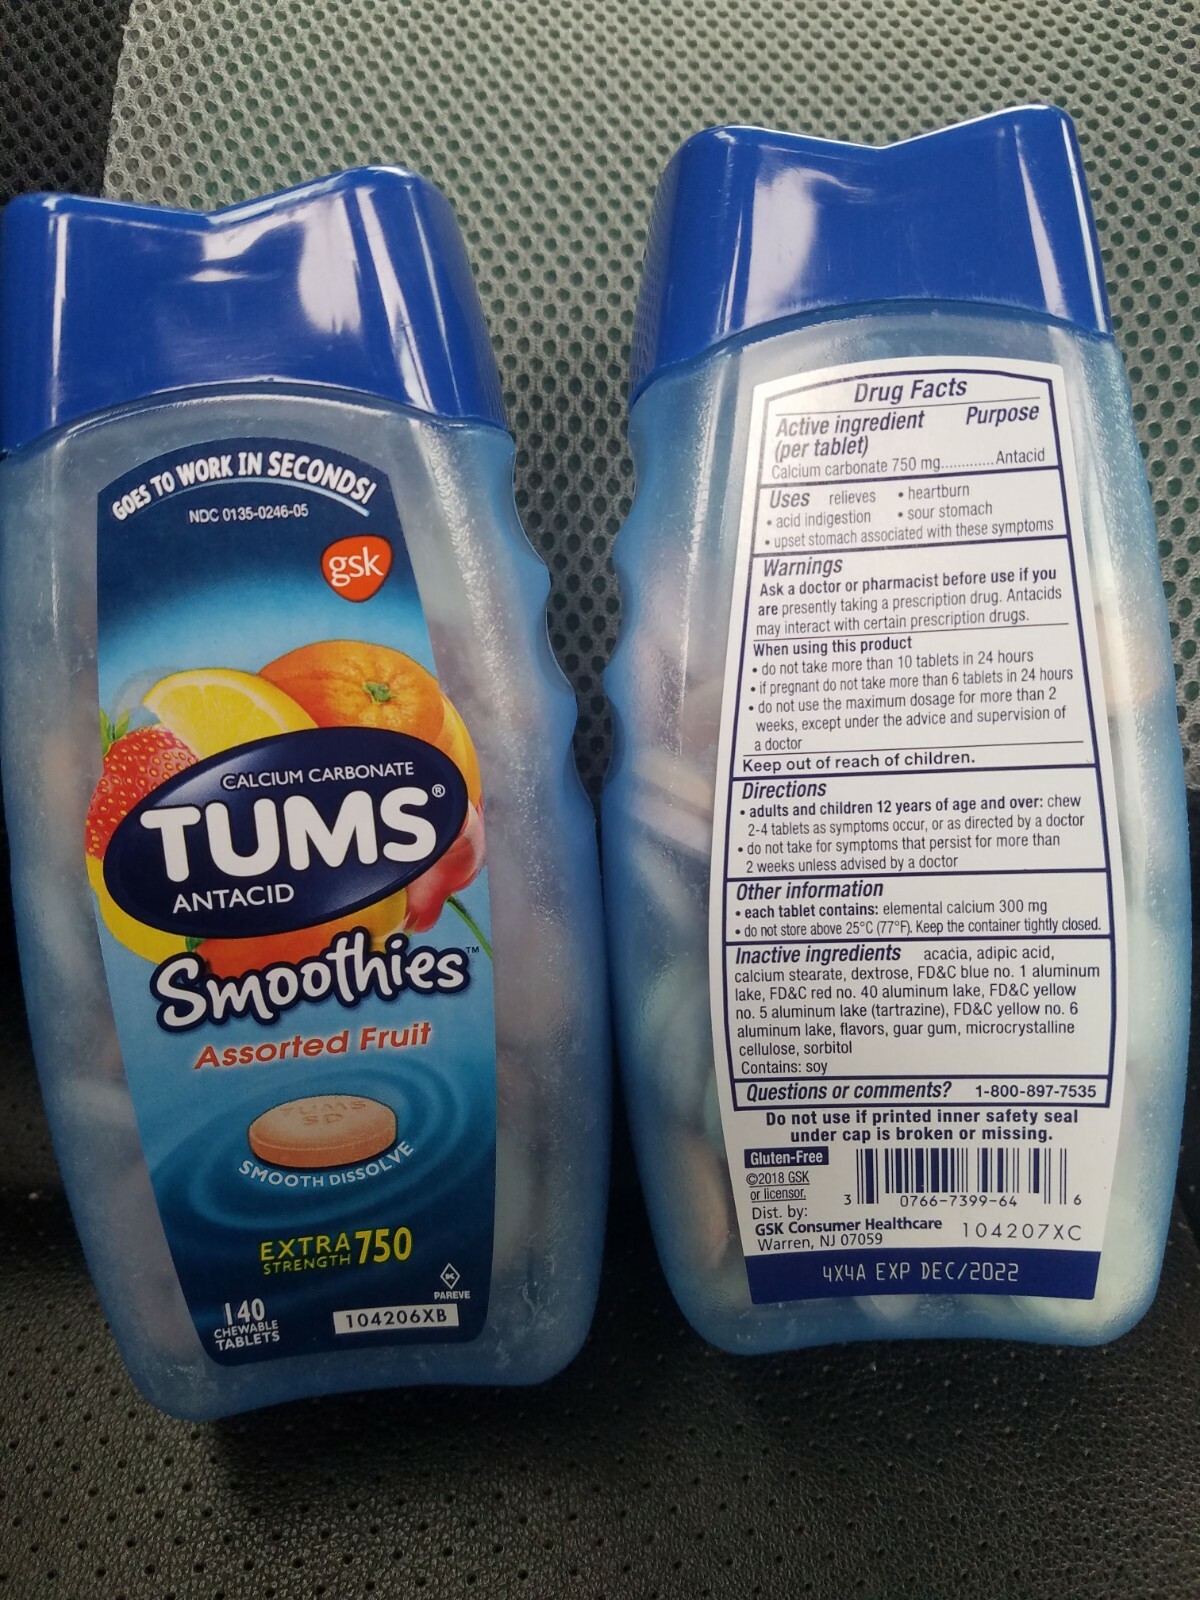 GOES TO WORK IN SECONDS!
NDC 0135-0246-05
gsk
CALCIUM CARBONATE
TUMS®
ANTACID
Smoothies™
Assorted Fruit
TUMS
SD
SMOOTH DISSOLVE
EXTRA
STRENGTH 750
K
PAREVE
140
CHEWABLE
TABLETS
104206XB
Drug Facts
Active ingredient Purpose
(per tablet)
Calcium carbonate 750 mg.............Antacid
Uses relieves • heartburn
• acid indigestion • sour stomach
• upset stomach associated with these symptoms
Warnings
Ask a doctor or pharmacist before use if you
are presently taking a prescription drug. Antacids
may interact with certain prescription drugs.
When using this product
• do not take more than 10 tablets in 24 hours
• if pregnant do not take more than 6 tablets in 24 hours
• do not use the maximum dosage for more than 2
weeks, except under the advice and supervision of
a doctor
Keep out of reach of children.
Directions
• adults and children 12 years of age and over: chew
2-4 tablets as symptoms occur, or as directed by a doctor
• do not take for symptoms that persist for more than
2 weeks unless advised by a doctor
Other information
• each tablet contains: elemental calcium 300 mg
• do not store above 25°C (77°F). Keep the container tightly closed.
Inactive ingredients acacia, adipic acid,
calcium stearate, dextrose, FD&C blue no. 1 aluminum
lake, FD&C red no. 40 aluminum lake, FD&C yellow
no. 5 aluminum lake (tartrazine), FD&C yellow no. 6
aluminum lake, flavors, guar gum, microcrystalline
cellulose, sorbitol
Contains: soy
Questions or comments? 1-800-897-7535
Do not use if printed inner safety seal
under cap is broken or missing.
Gluten-Free
©2018 GSK
or licensor.
Dist. by:
GSK Consumer Healthcare
Warren, NJ 07059
3 0766-7399-64 6
104207XC
4X4A EXP DEC/2022